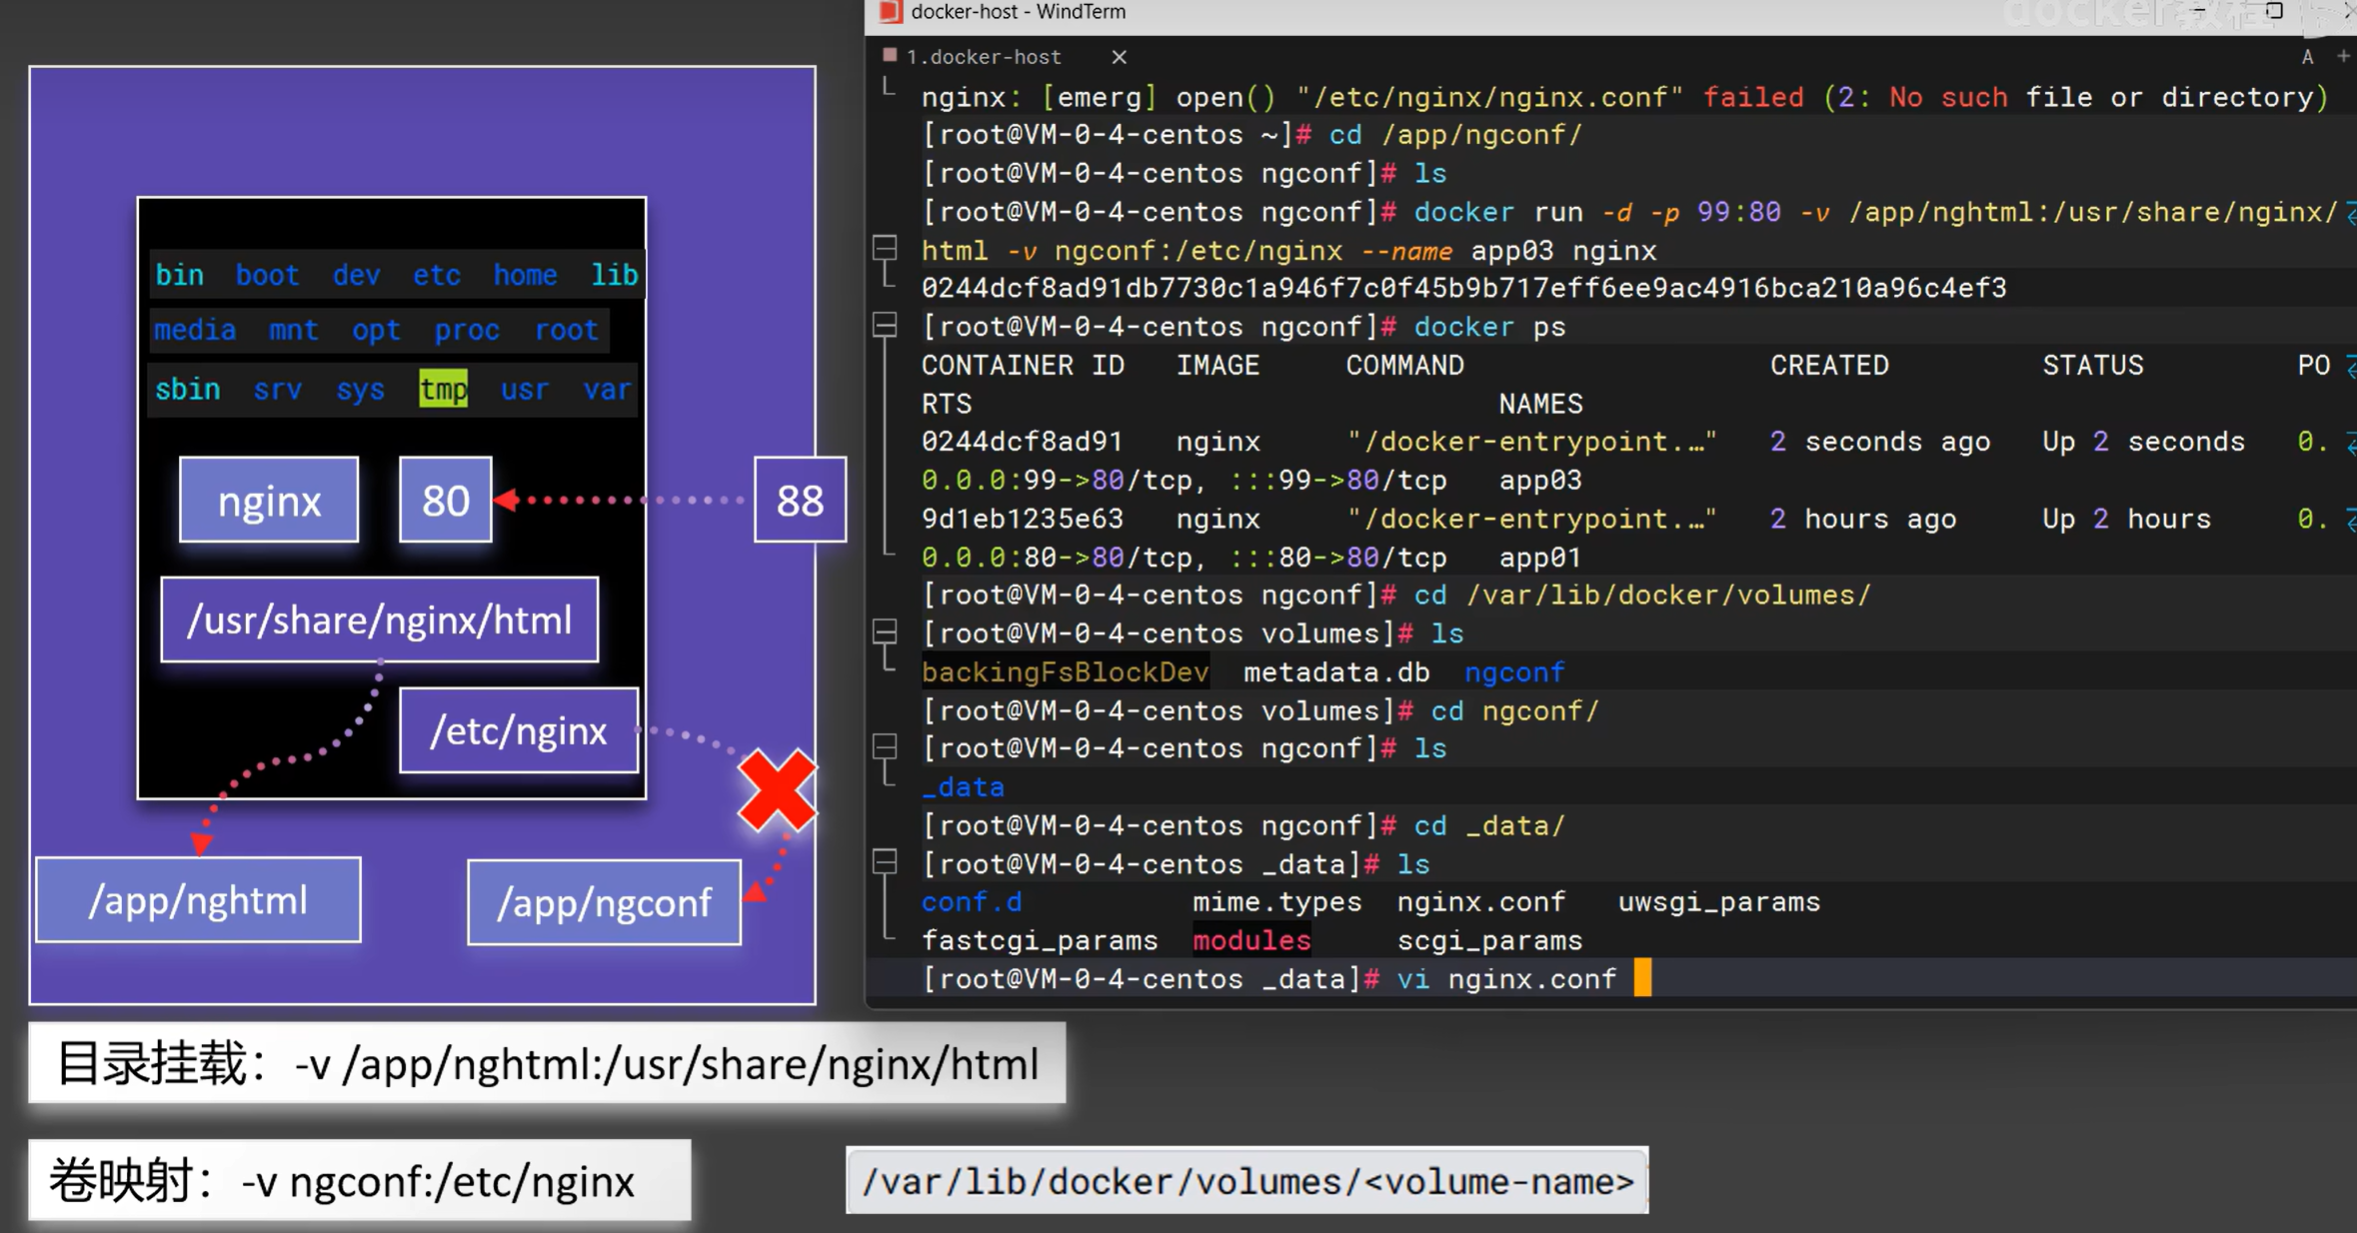 docker-host - WindTerm
docker教程
1.docker-host
A +
nginx: [emerg] open() "/etc/nginx/nginx.conf" failed (2: No such file or directory)
[root@VM-0-4-centos ~]# cd /app/ngconf/
[root@VM-0-4-centos ngconf]# ls
[root@VM-0-4-centos ngconf]# docker run -d -p 99:80 -v /app/nghtml:/usr/share/nginx/
html -v ngconf:/etc/nginx --name app03 nginx
0244dcf8ad91db7730c1a946f7c0f45b9b717eff6ee9ac4916bca210a96c4ef3
[root@VM-0-4-centos ngconf]# docker ps
CONTAINER ID IMAGE COMMAND CREATED STATUS PO
RTS NAMES
0244dcf8ad91 nginx "/docker-entrypoint.…" 2 seconds ago Up 2 seconds 0.
0.0.0:99->80/tcp, :::99->80/tcp app03
9d1eb1235e63 nginx "/docker-entrypoint.…" 2 hours ago Up 2 hours 0.
0.0.0:80->80/tcp, :::80->80/tcp app01
[root@VM-0-4-centos ngconf]# cd /var/lib/docker/volumes/
[root@VM-0-4-centos volumes]# ls
backingFsBlockDev metadata.db ngconf
[root@VM-0-4-centos volumes]# cd ngconf/
[root@VM-0-4-centos ngconf]# ls
_data
[root@VM-0-4-centos ngconf]# cd _data/
[root@VM-0-4-centos _data]# ls
conf.d mime.types nginx.conf uwsgi_params
fastcgi_params modules scgi_params
[root@VM-0-4-centos _data]# vi nginx.conf
bin boot dev etc home lib
media mnt opt proc root
sbin srv sys tmp usr var
nginx 80 88
/usr/share/nginx/html
/etc/nginx
/app/nghtml
/app/ngconf
目录挂载：-v /app/nghtml:/usr/share/nginx/html
卷映射：-v ngconf:/etc/nginx
/var/lib/docker/volumes/<volume-name>